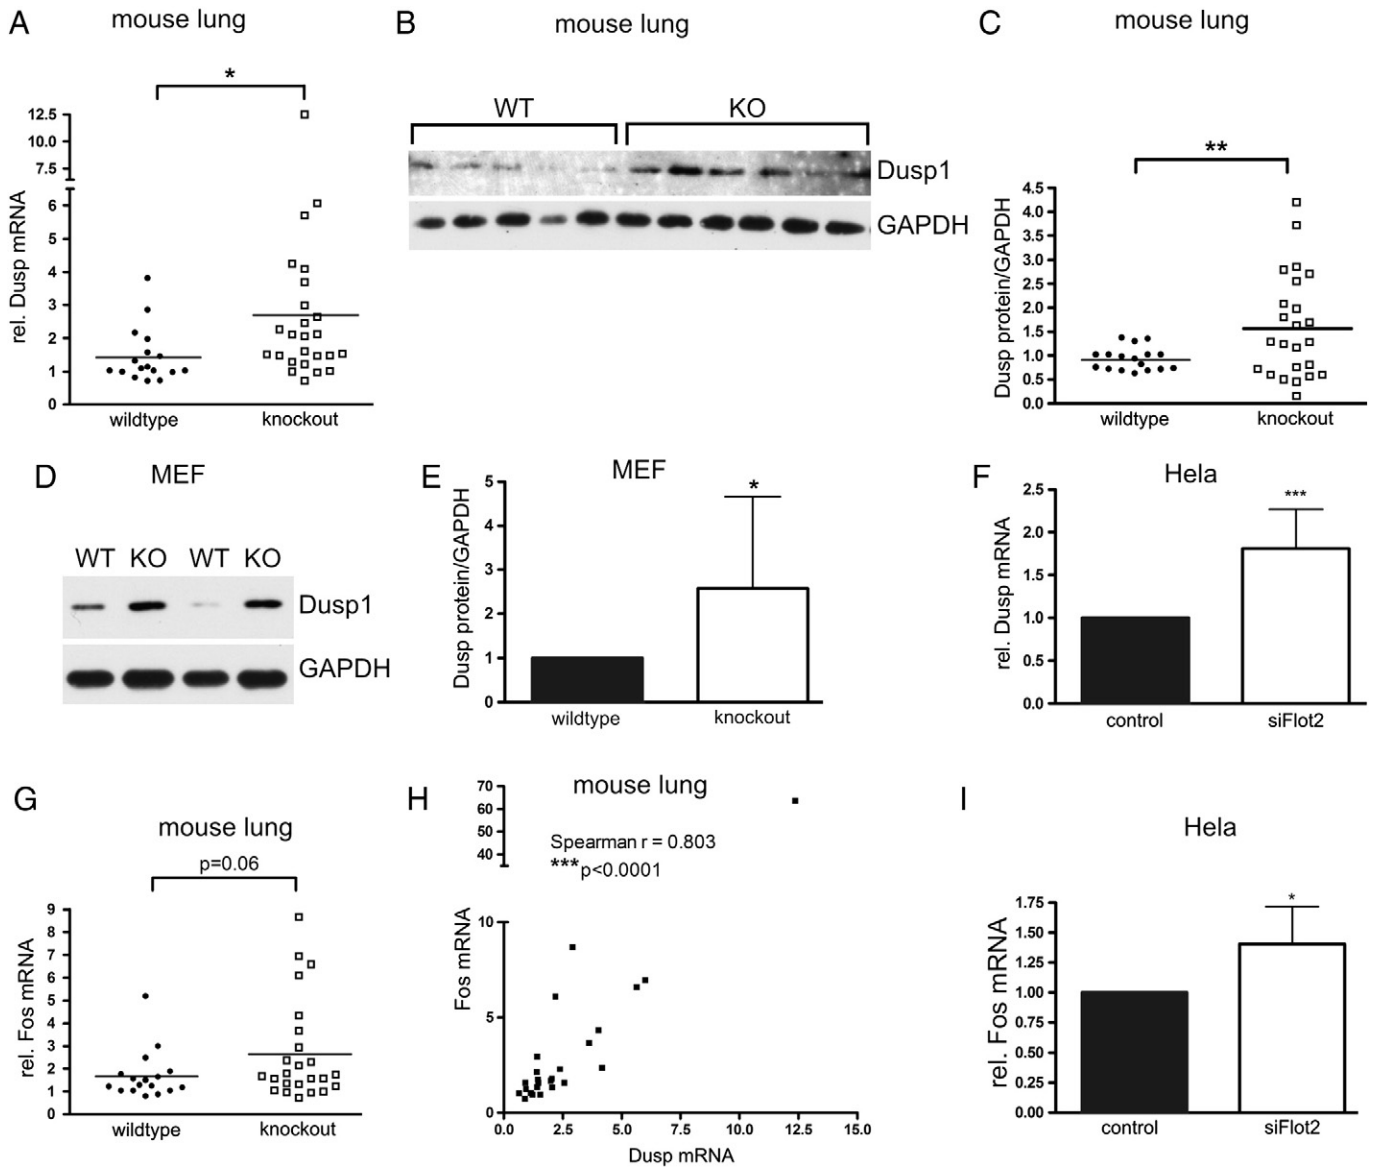 A
mouse lung
*
rel. Dusp mRNA
12.5
10.0
7.5
6
5
4
3
2
1
0
wildtype
knockout
B
mouse lung
WT
KO
Dusp1
GAPDH
C
mouse lung
**
Dusp protein/GAPDH
4.5
4.0
3.5
3.0
2.5
2.0
1.5
1.0
0.5
0.0
wildtype
knockout
D
MEF
WT KO WT KO
Dusp1
GAPDH
E
MEF
*
Dusp protein/GAPDH
5
4
3
2
1
0
wildtype
knockout
F
Hela
***
rel. Dusp mRNA
2.5
2.0
1.5
1.0
0.5
0.0
control
siFlot2
G
mouse lung
p=0.06
rel. Fos mRNA
9
8
7
6
5
4
3
2
1
0
wildtype
knockout
H
mouse lung
Spearman r = 0.803
***p<0.0001
Fos mRNA
70
60
50
40
10
5
0
0.0 2.5 5.0 7.5 10.0 12.5 15.0
Dusp mRNA
I
Hela
*
rel. Fos mRNA
1.75
1.50
1.25
1.00
0.75
0.50
0.25
0.00
control
siFlot2